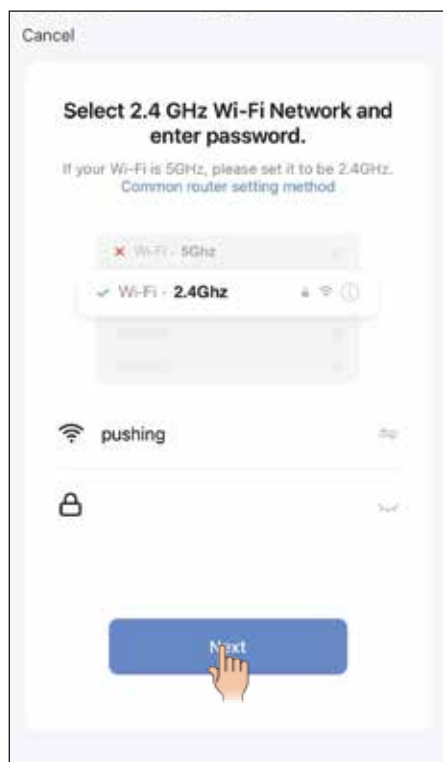 Cancel
Select 2.4 GHz Wi-Fi Network and
enter password.
If your Wi-Fi is 5GHz, please set it to be 2.4GHz.
Common router setting method
Wi-Fi - 5Ghz
Wi-Fi - 2.4Ghz
pushing
Next